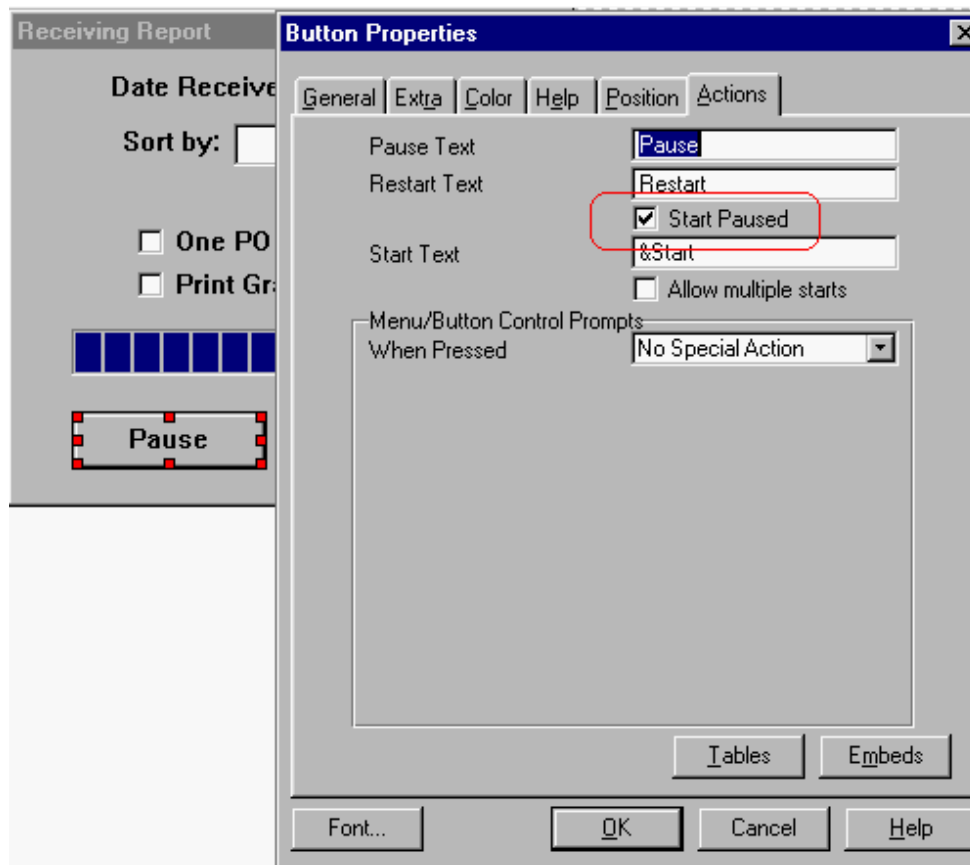 Receiving Report
Date Receive
Sort by:
One PO
Print Gra
Pause
Button Properties
General Extra Color Help Position Actions
Pause Text Pause
Restart Text Restart
Start Paused
Start Text &Start
Allow multiple starts
Menu/Button Control Prompts
When Pressed No Special Action
Tables Embeds
Font... OK Cancel Help